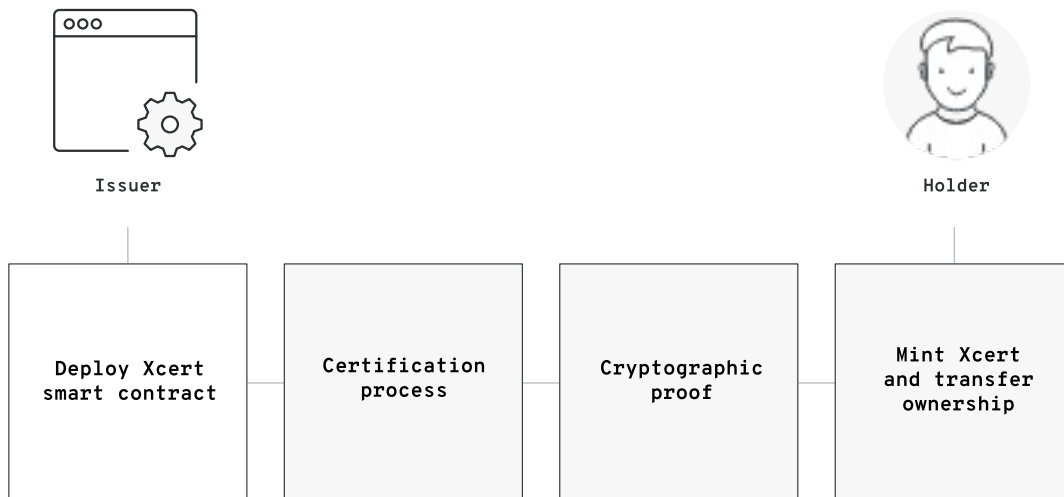 Issuer
Holder
Deploy Xcert
smart contract
Certification
process
Cryptographic
proof
Mint Xcert
and transfer
ownership